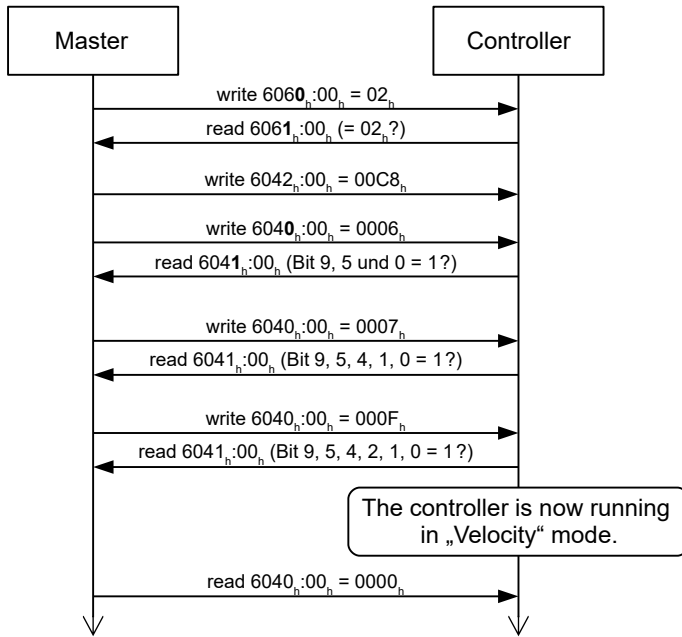 Master
Controller
write 6060ₕ:00ₕ = 02ₕ
read 6061ₕ:00ₕ (= 02ₕ?)
write 6042ₕ:00ₕ = 00C8ₕ
write 6040ₕ:00ₕ = 0006ₕ
read 6041ₕ:00ₕ (Bit 9, 5 und 0 = 1?)
write 6040ₕ:00ₕ = 0007ₕ
read 6041ₕ:00ₕ (Bit 9, 5, 4, 1, 0 = 1?)
write 6040ₕ:00ₕ = 000Fₕ
read 6041ₕ:00ₕ (Bit 9, 5, 4, 2, 1, 0 = 1?)
The controller is now running
in „Velocity“ mode.
read 6040ₕ:00ₕ = 0000ₕ